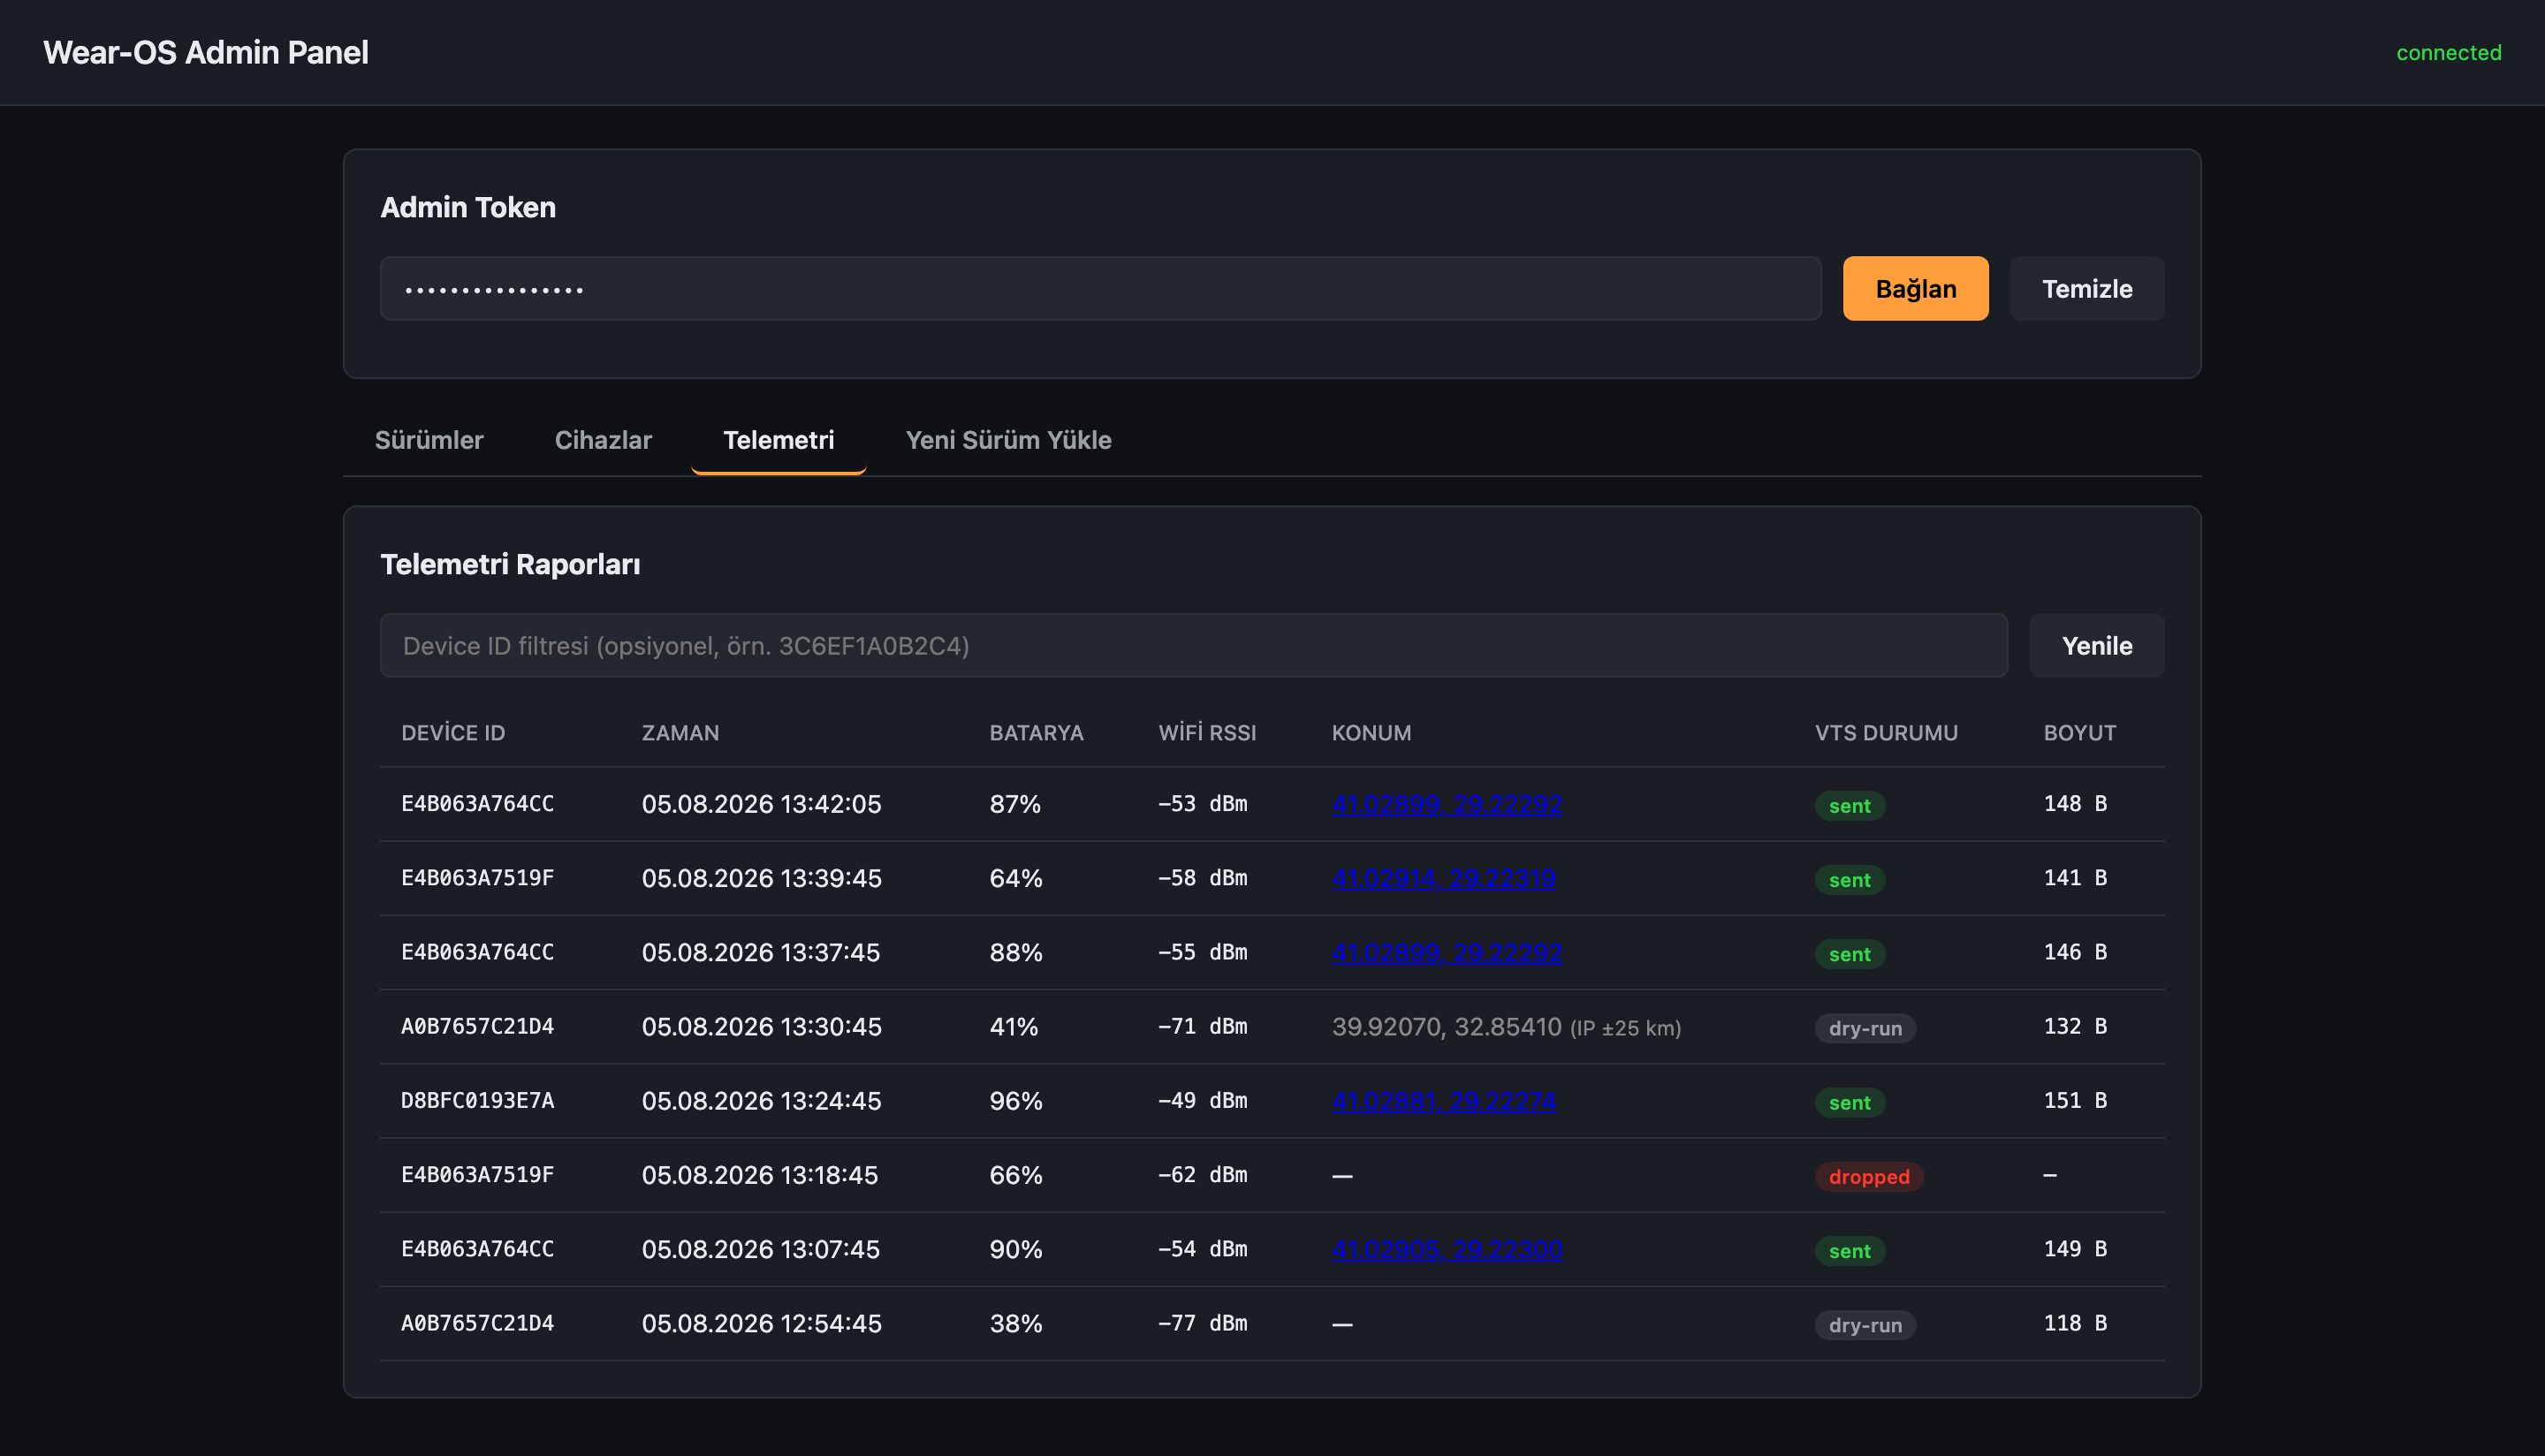 Wear-OS Admin Panel connected
Admin Token
•••••••••••••••• Bağlan Temizle
Sürümler Cihazlar Telemetri Yeni Sürüm Yükle
Telemetri Raporları
Device ID filtresi (opsiyonel, örn. 3C6EF1A0B2C4) Yenile
DEVİCE ID ZAMAN BATARYA WİFİ RSSI KONUM VTS DURUMU BOYUT
E4B063A764CC 05.08.2026 13:42:05 87% −53 dBm 41.02899, 29.22292 sent 148 B
E4B063A7519F 05.08.2026 13:39:45 64% −58 dBm 41.02914, 29.22319 sent 141 B
E4B063A764CC 05.08.2026 13:37:45 88% −55 dBm 41.02899, 29.22292 sent 146 B
A0B7657C21D4 05.08.2026 13:30:45 41% −71 dBm 39.92070, 32.85410 (IP ±25 km) dry-run 132 B
D8BFC0193E7A 05.08.2026 13:24:45 96% −49 dBm 41.02881, 29.22274 sent 151 B
E4B063A7519F 05.08.2026 13:18:45 66% −62 dBm — dropped —
E4B063A764CC 05.08.2026 13:07:45 90% −54 dBm 41.02905, 29.22300 sent 149 B
A0B7657C21D4 05.08.2026 12:54:45 38% −77 dBm — dry-run 118 B